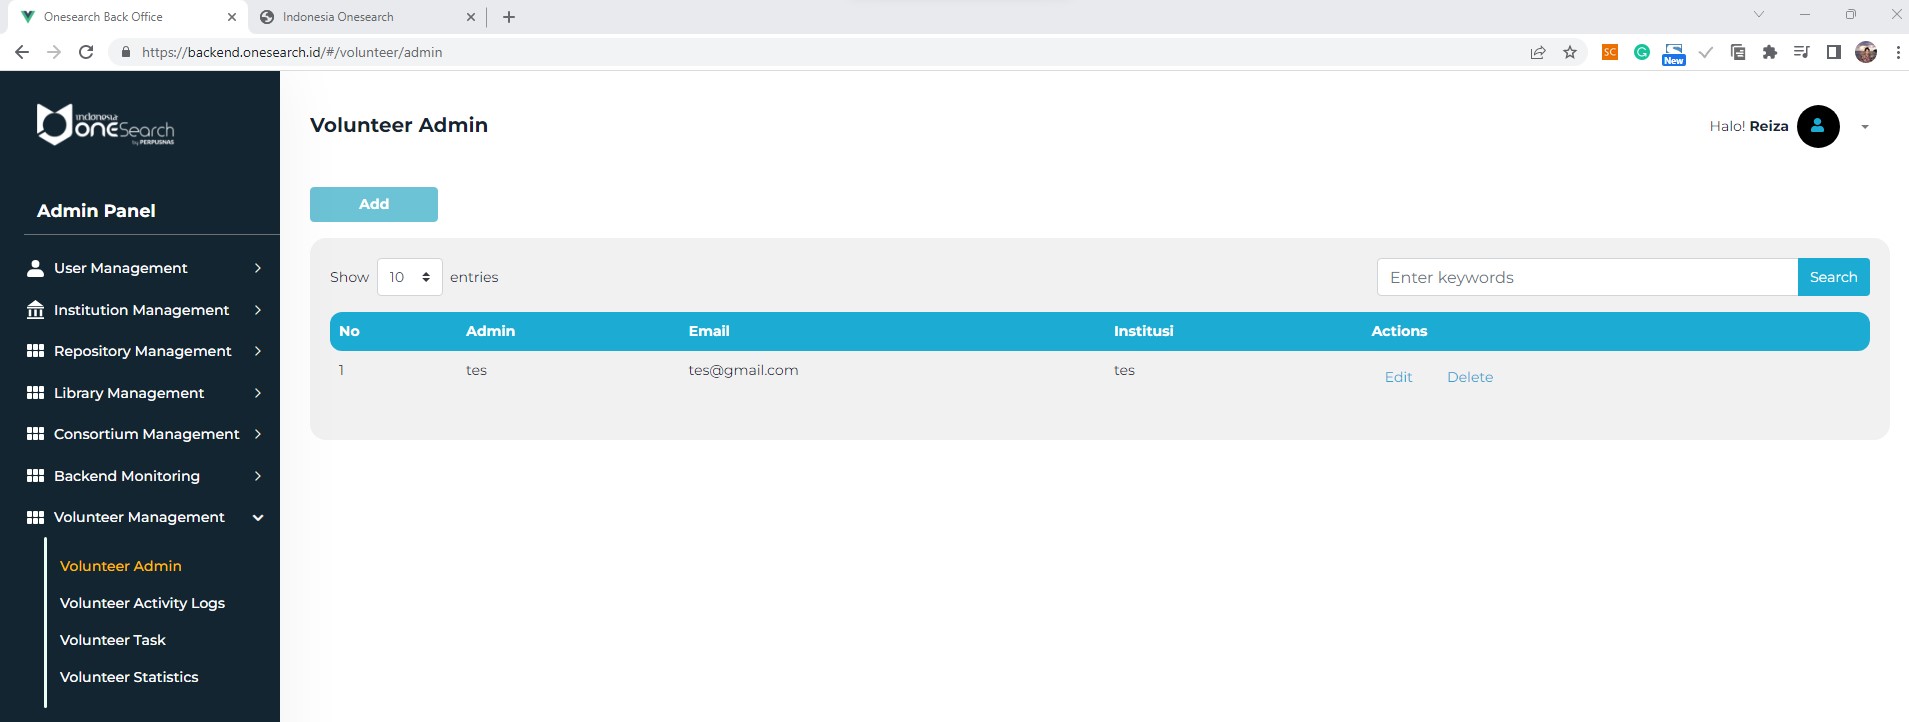 Onesearch Back Office
Indonesia Onesearch
https://backend.onesearch.id/#/volunteer/admin
SC
G
New
indonesia
oneSearch
by PERPUSNAS
Volunteer Admin
Halo! Reiza
Add
Admin Panel
User Management
Institution Management
Repository Management
Library Management
Consortium Management
Backend Monitoring
Volunteer Management
Volunteer Admin
Volunteer Activity Logs
Volunteer Task
Volunteer Statistics
Show 10 entries
Enter keywords Search
No Admin Email Institusi Actions
1 tes tes@gmail.com tes Edit Delete